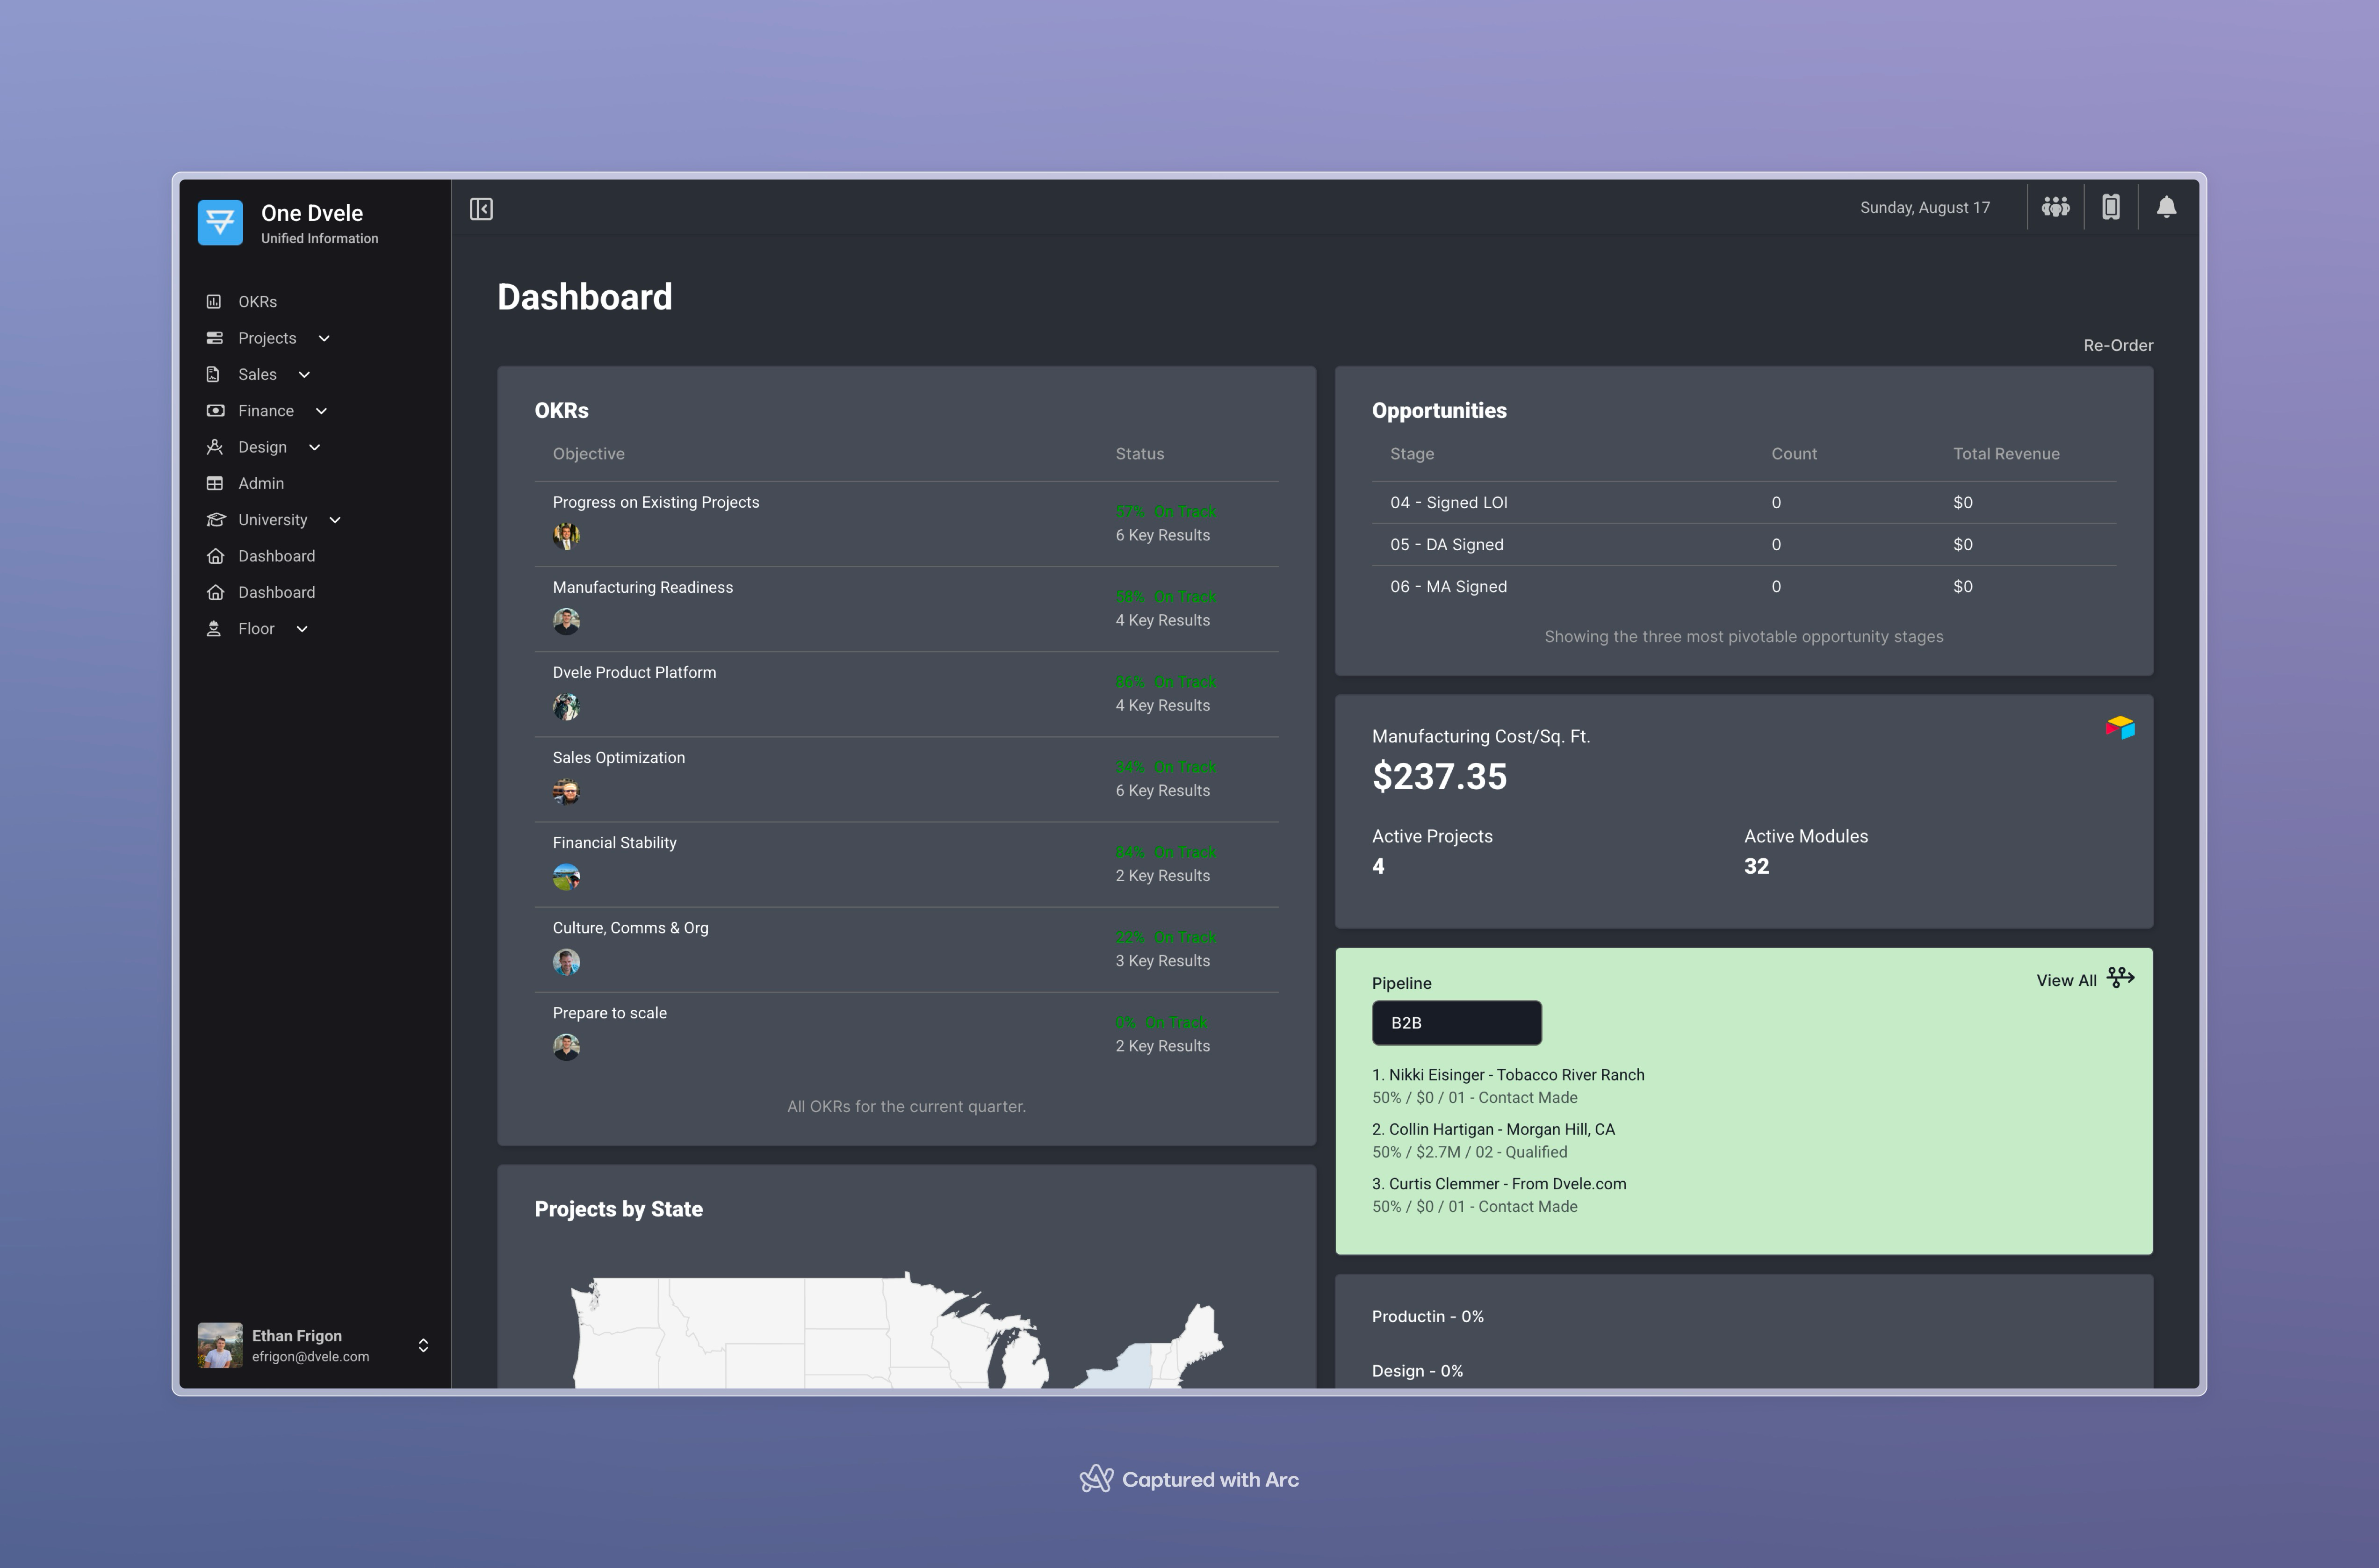 One Dvele
Unified Information
OKRs
Projects
Sales
Finance
Design
Admin
University
Dashboard
Dashboard
Floor
Ethan Frigon
efrigon@dvele.com
Sunday, August 17
Dashboard
Re-Order
OKRs
Objective Status
Progress on Existing Projects
57% On Track
6 Key Results
Manufacturing Readiness
58% On Track
4 Key Results
Dvele Product Platform
86% On Track
4 Key Results
Sales Optimization
34% On Track
6 Key Results
Financial Stability
84% On Track
2 Key Results
Culture, Comms & Org
22% On Track
3 Key Results
Prepare to scale
0% On Track
2 Key Results
All OKRs for the current quarter.
Projects by State
Opportunities
Stage Count Total Revenue
04 - Signed LOI 0 $0
05 - DA Signed 0 $0
06 - MA Signed 0 $0
Showing the three most pivotable opportunity stages
Manufacturing Cost/Sq. Ft.
$237.35
Active Projects Active Modules
4 32
Pipeline
View All
B2B
1. Nikki Eisinger - Tobacco River Ranch
50% / $0 / 01 - Contact Made
2. Collin Hartigan - Morgan Hill, CA
50% / $2.7M / 02 - Qualified
3. Curtis Clemmer - From Dvele.com
50% / $0 / 01 - Contact Made
Productin - 0%
Design - 0%
Captured with Arc